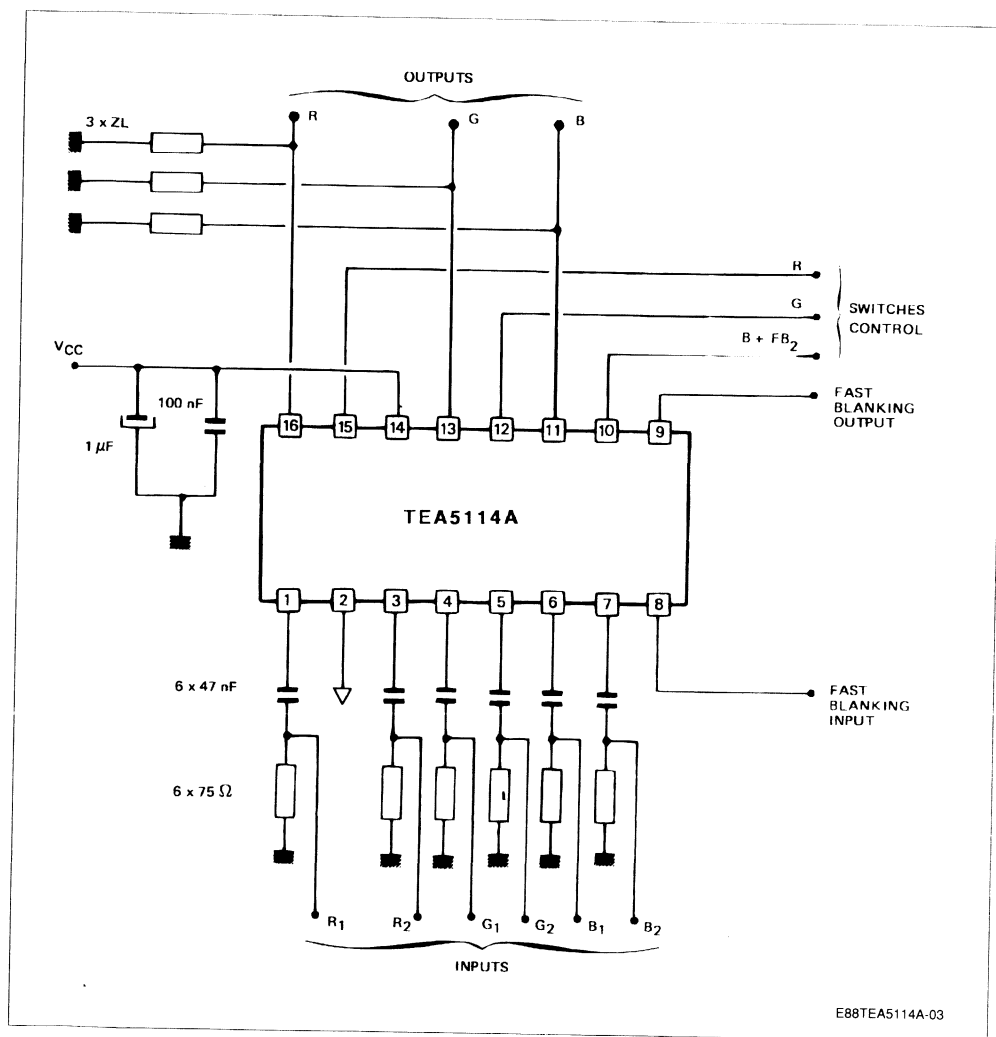 OUTPUTS
R
G
B
3 x ZL
R
G
B + FB2
SWITCHES
CONTROL
VCC
100 nF
1 µF
FAST
BLANKING
OUTPUT
16 15 14 13 12 11 10 9
TEA5114A
1 2 3 4 5 6 7 8
6 x 47 nF
FAST
BLANKING
INPUT
6 x 75 Ω
R1 R2 G1 G2 B1 B2
INPUTS
E88TEA5114A-03